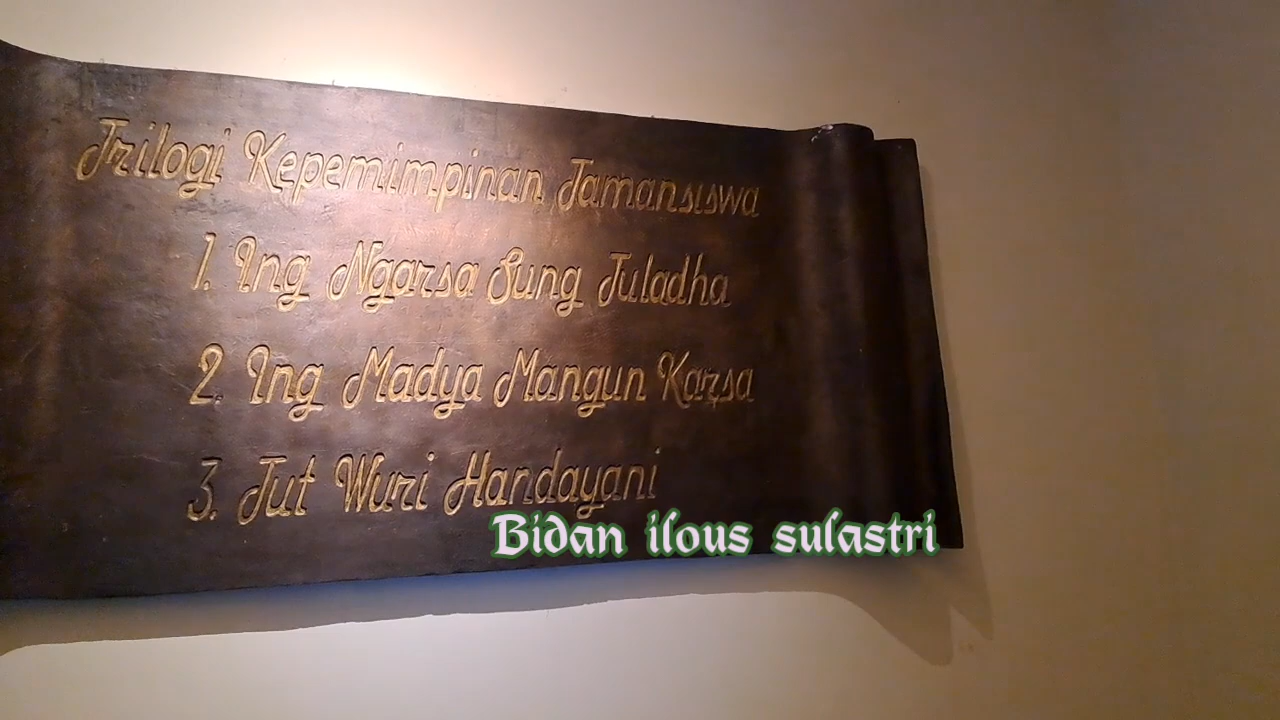 Trilogi Kepemimpinan Tamansiswa
1. Ing Ngarsa Sung Tuladha
2. Ing Madya Mangun Karsa
3. Tut Wuri Handayani
Bidan ilous sulastri